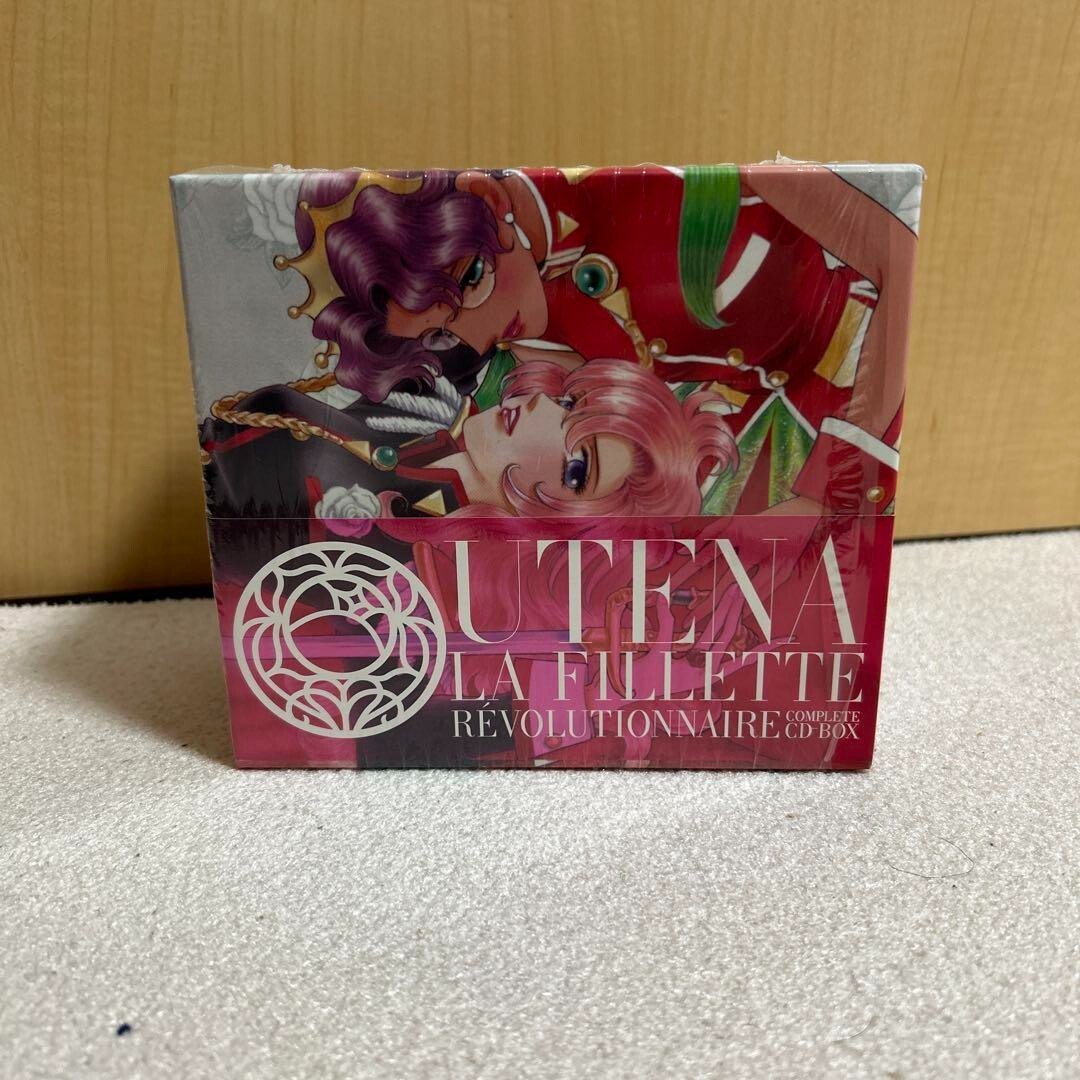 UTENA
LA FILLETTE
RÉVOLUTIONNAIRE COMPLETE CD-BOX